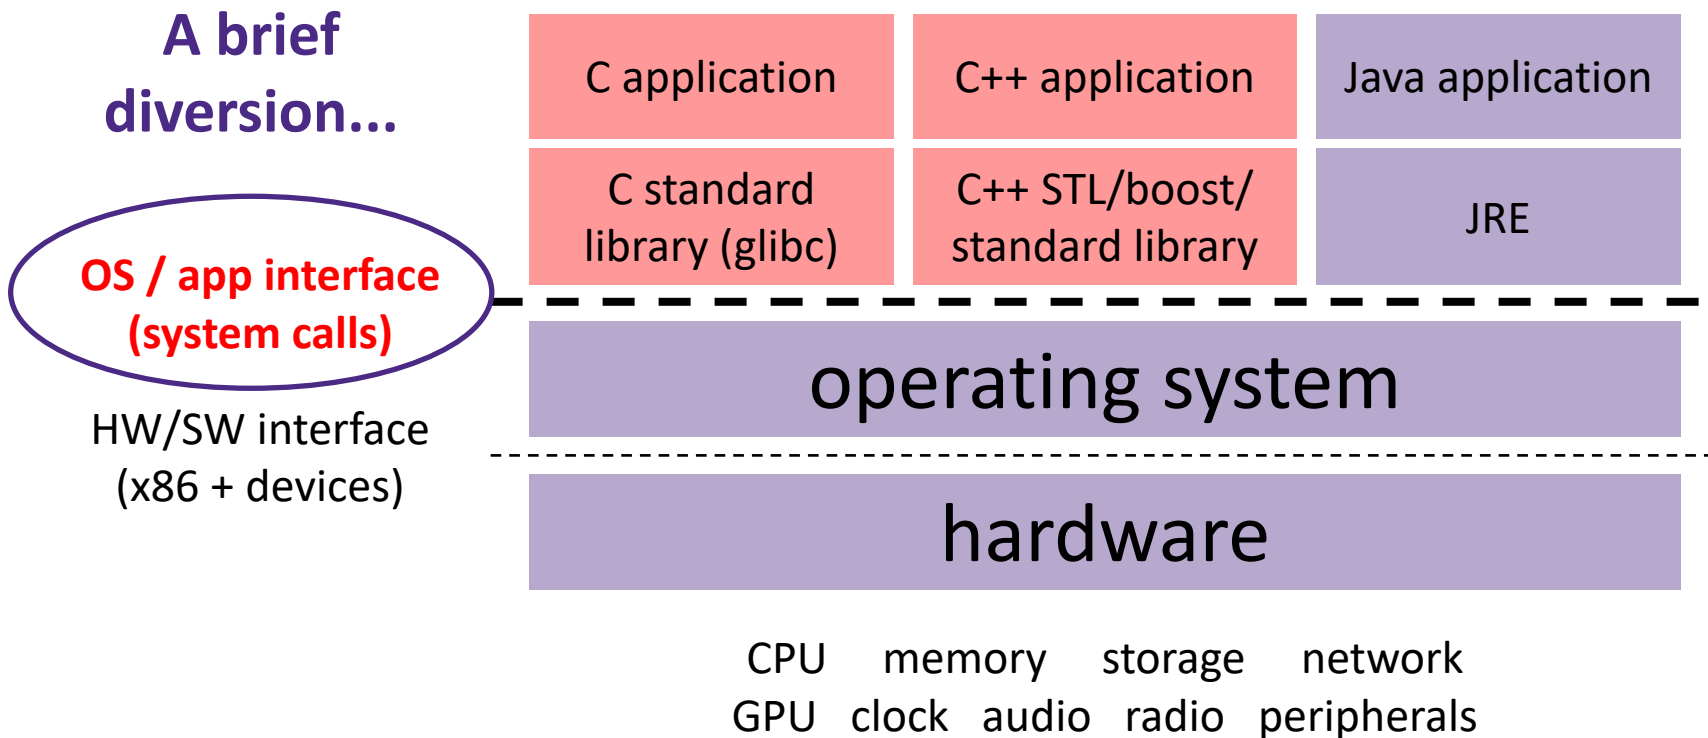 A brief
diversion...
C application
C++ application
Java application
C standard
library (glibc)
C++ STL/boost/
standard library
JRE
OS / app interface
(system calls)
operating system
HW/SW interface
(x86 + devices)
hardware
CPU memory storage network
GPU clock audio radio peripherals